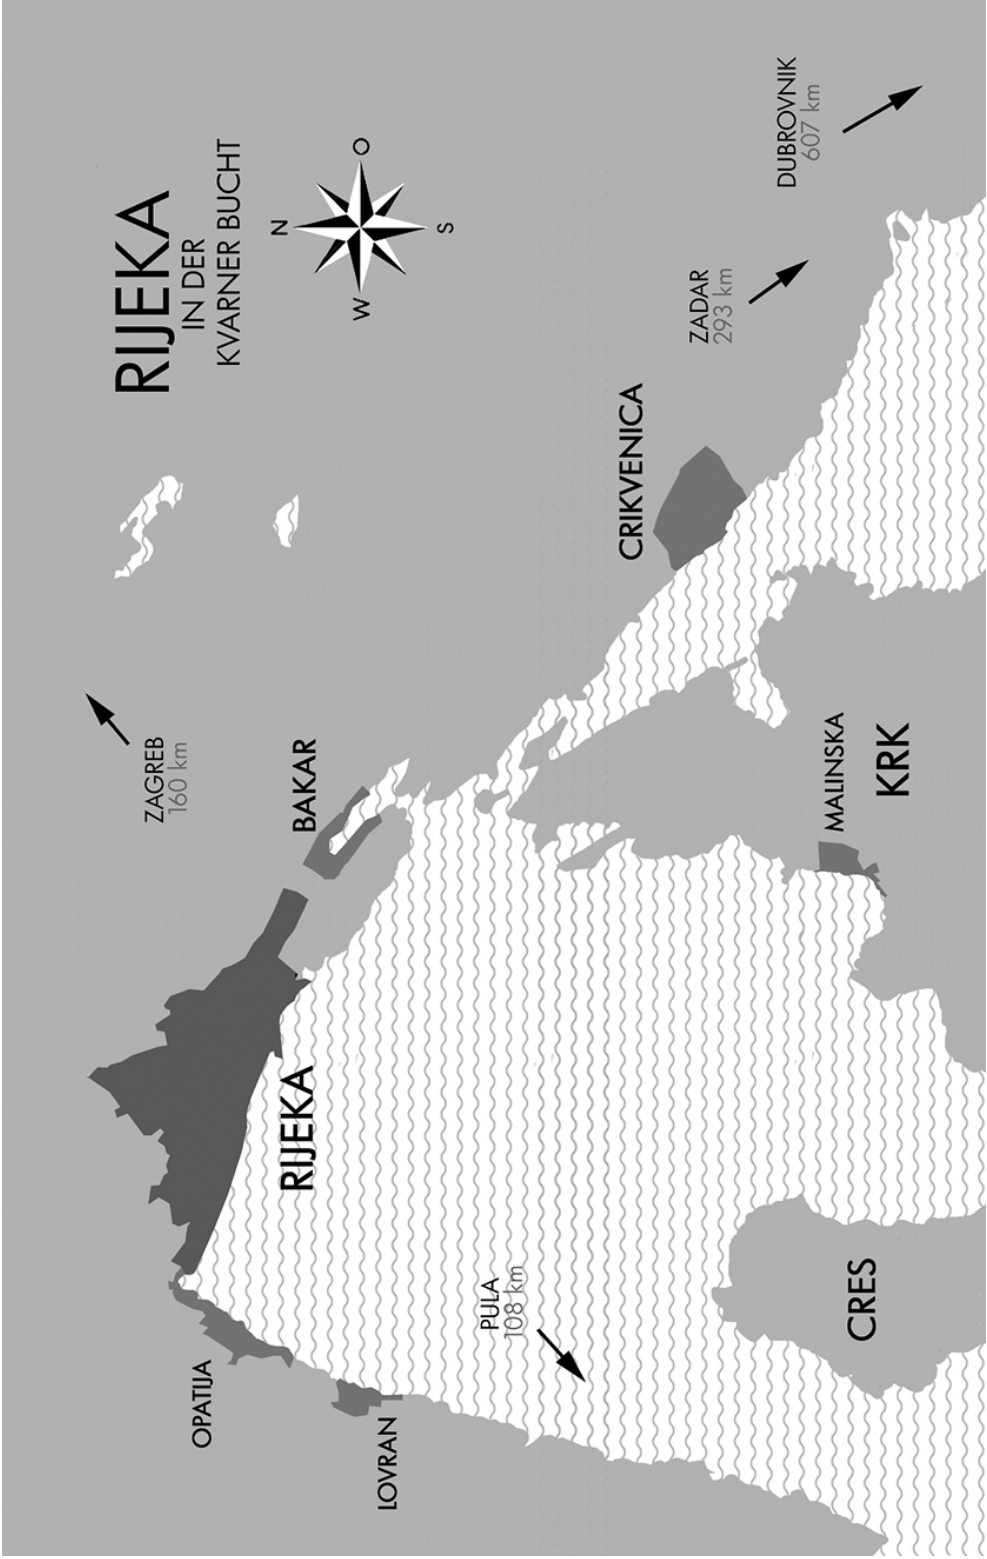 RIJEKA
IN DER
KVARNER BUCHT
N
O
S
W
ZAGREB
160 km
DUBROVNIK
607 km
ZADAR
293 km
CRIKVENICA
BAKAR
MALINSKA
KRK
RIJEKA
PULA
108 km
CRES
OPATIJA
LOVRAN